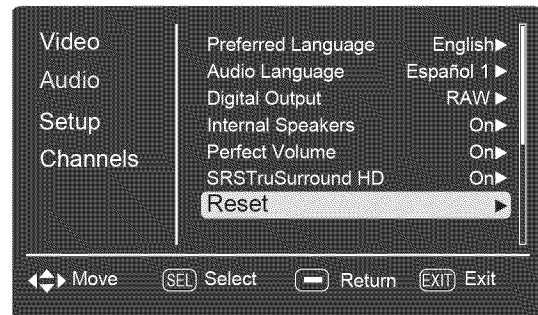 Video
Audio
Setup
Channels
Preferred Language English
Audio Language Español 1
Digital Output RAW
Internal Speakers On
Perfect Volume On
SRSTruSurround HD On
Reset
Move SEL Select Return EXIT Exit